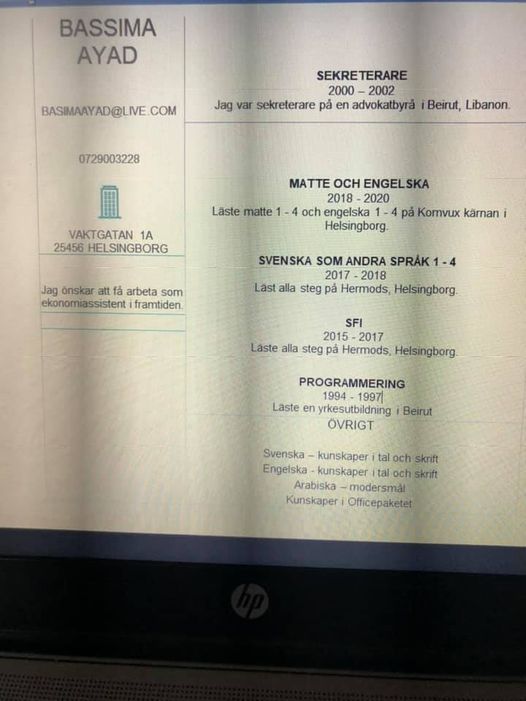 BASSIMA
AYAD
BASIMAAYAD@LIVE.COM
0729003228
VAKTGATAN 1A
25456 HELSINGBORG
Jag önskar att få arbeta som
ekonomiassistent i framtiden.
SEKRETERARE
2000 – 2002
Jag var sekreterare på en advokatbyrå i Beirut, Libanon.
MATTE OCH ENGELSKA
2018 - 2020
Läste matte 1 - 4 och engelska 1 - 4 på Komvux kärnan i
Helsingborg.
SVENSKA SOM ANDRA SPRÅK 1 - 4
2017 - 2018
Läst alla steg på Hermods, Helsingborg.
SFI
2015 - 2017
Läste alla steg på Hermods, Helsingborg.
PROGRAMMERING
1994 - 1997
Läste en yrkesutbildning i Beirut
ÖVRIGT
Svenska – kunskaper i tal och skrift
Engelska - kunskaper i tal och skrift
Arabiska – modersmål
Kunskaper i Officepaketet
hp